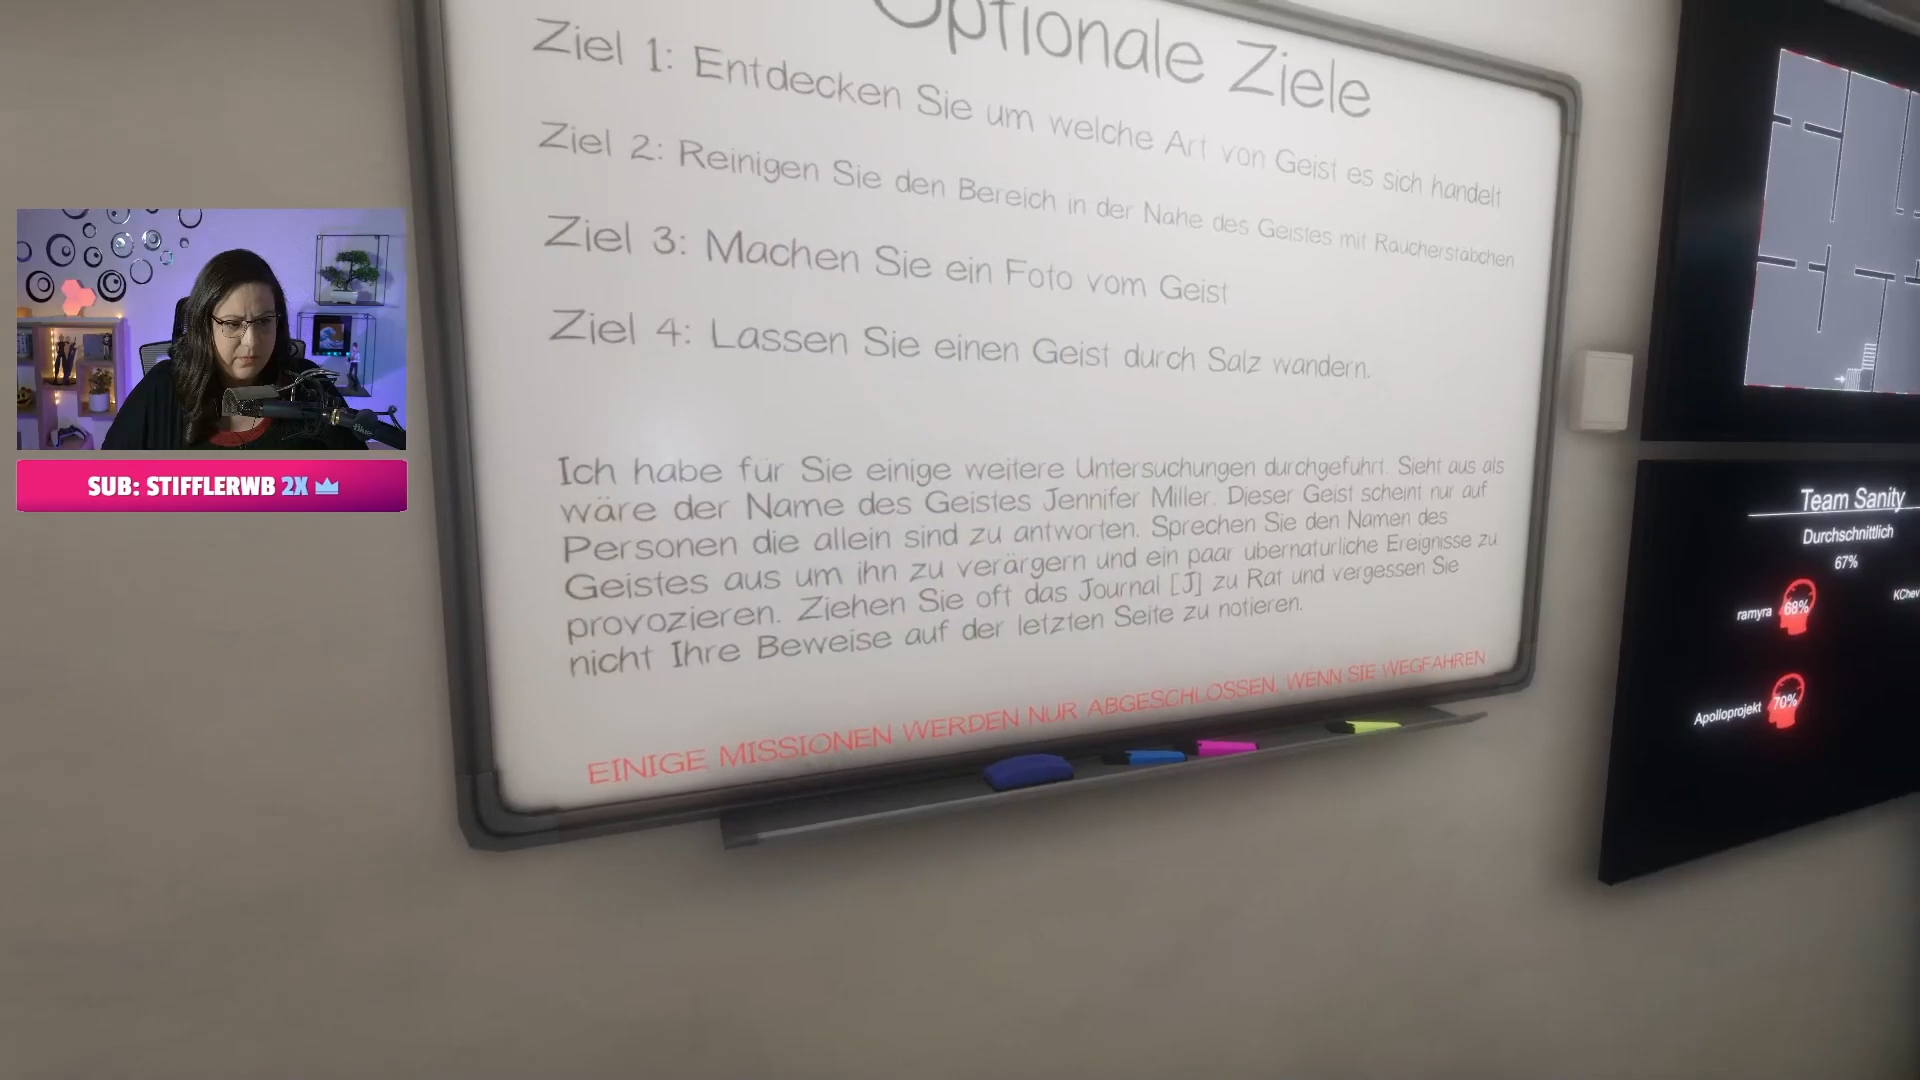 Optionale Ziele
Ziel 1: Entdecken Sie um welche Art von Geist es sich handelt
Ziel 2: Reinigen Sie den Bereich in der Nahe des Geistes mit Raucherstabchen
Ziel 3: Machen Sie ein Foto vom Geist
Ziel 4: Lassen Sie einen Geist durch Salz wandern.
Ich habe fur Sie einige weitere Untersuchungen durchgefuhrt. Sieht aus als
wäre der Name des Geistes Jennifer Miller. Dieser Geist scheint nur auf
Personen die allein sind zu antworten. Sprechen Sie den Namen des
Geistes aus um ihn zu verärgern und ein paar ubernaturliche Ereignisse zu
provozieren. Ziehen Sie oft das Journal [J] zu Rat und vergessen Sie
nicht Ihre Beweise auf der letzten Seite zu notieren.
EINIGE MISSIONEN WERDEN NUR ABGESCHLOSSEN, WENN SIE WEGFAHREN
SUB: STIFFLERWB 2X
Team Sanity
Durchschnittlich
67%
ramyra 68%
KChev
Apolloprojekt 70%